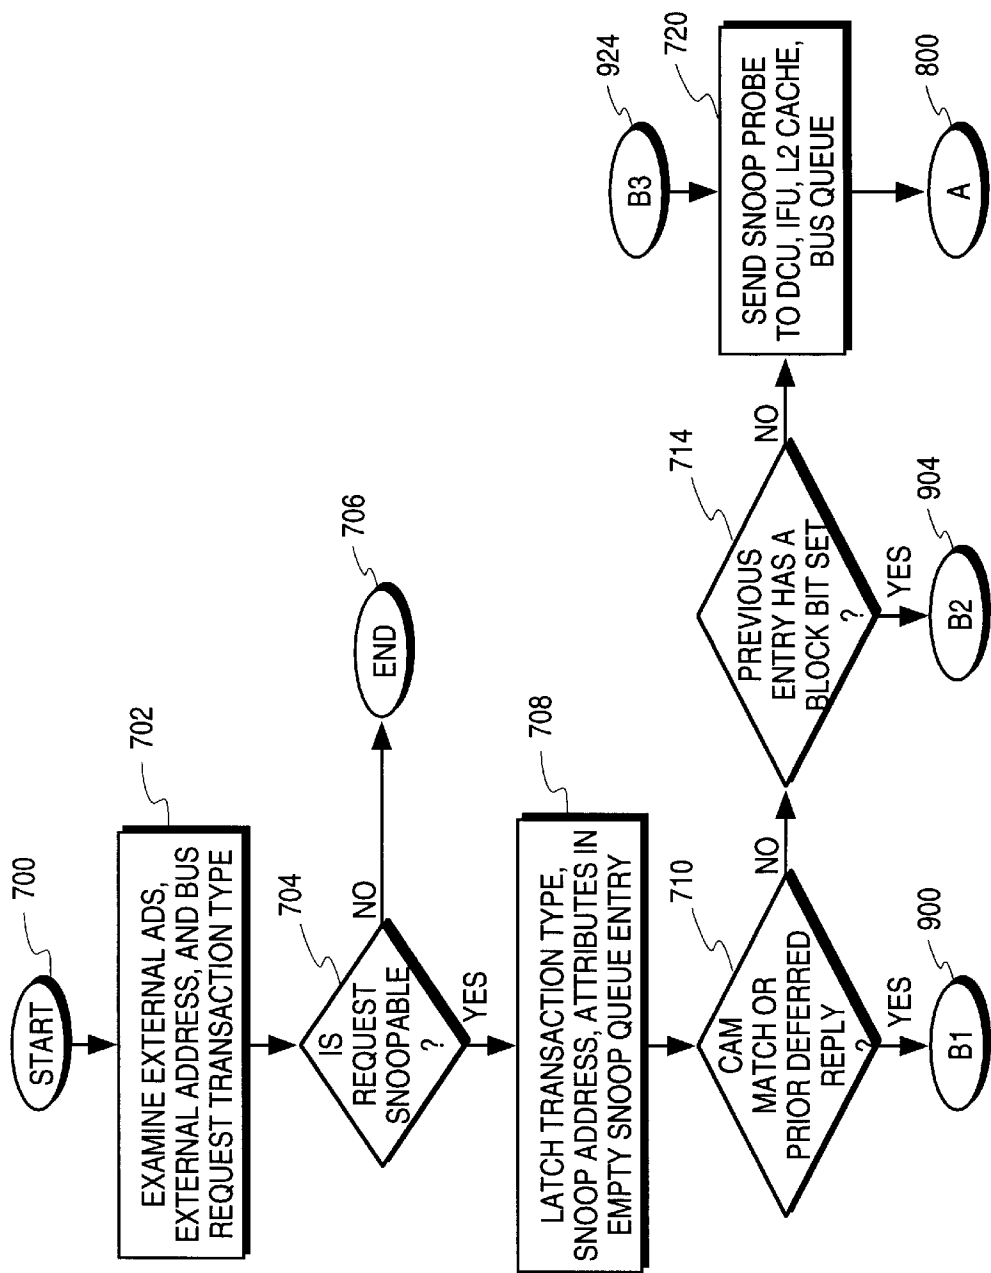 START
700
EXAMINE EXTERNAL ADS,
EXTERNAL ADDRESS, AND BUS
REQUEST TRANSACTION TYPE
702
IS
REQUEST
SNOOPABLE
?
704
NO
END
706
YES
LATCH TRANSACTION TYPE,
SNOOP ADDRESS, ATTRIBUTES IN
EMPTY SNOOP QUEUE ENTRY
708
CAM
MATCH OR
PRIOR DEFERRED
REPLY
?
710
YES
B1
900
NO
PREVIOUS
ENTRY HAS A
BLOCK BIT SET
?
714
YES
B2
904
NO
B3
924
SEND SNOOP PROBE
TO DCU, IFU, L2 CACHE,
BUS QUEUE
720
A
800